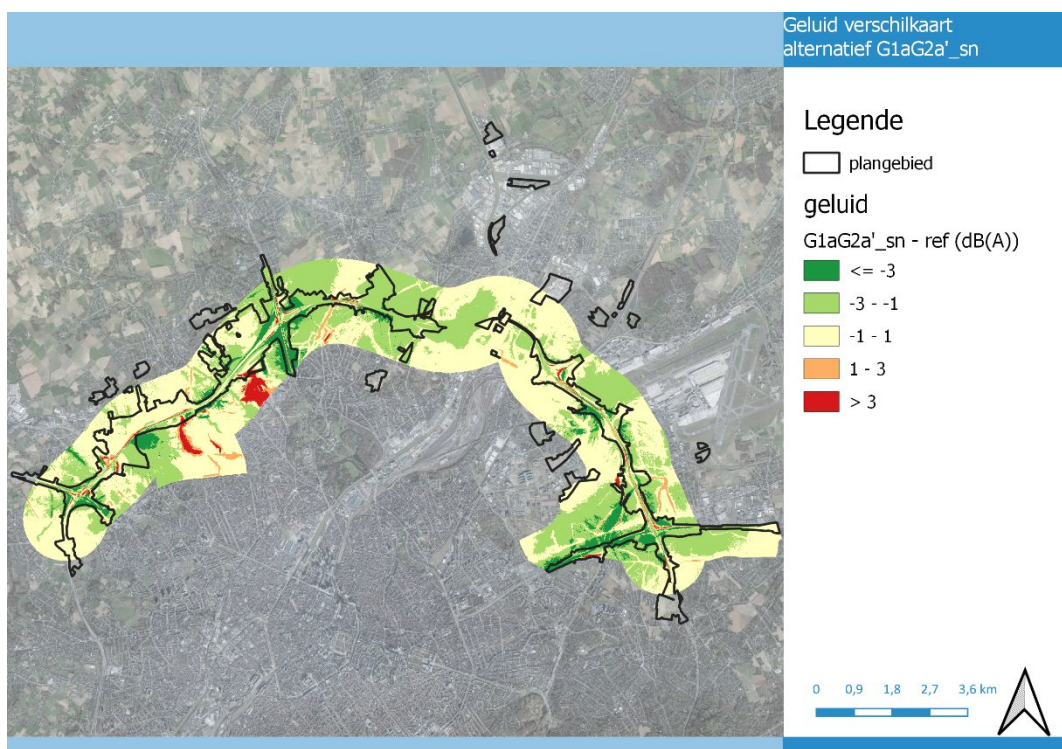 Geluid verschilkaart
alternatief G1aG2a'_sn
Legende
plangebied
geluid
G1aG2a'_sn - ref (dB(A))
<= -3
-3 - -1
-1 - 1
1 - 3
> 3
0 0,9 1,8 2,7 3,6 km